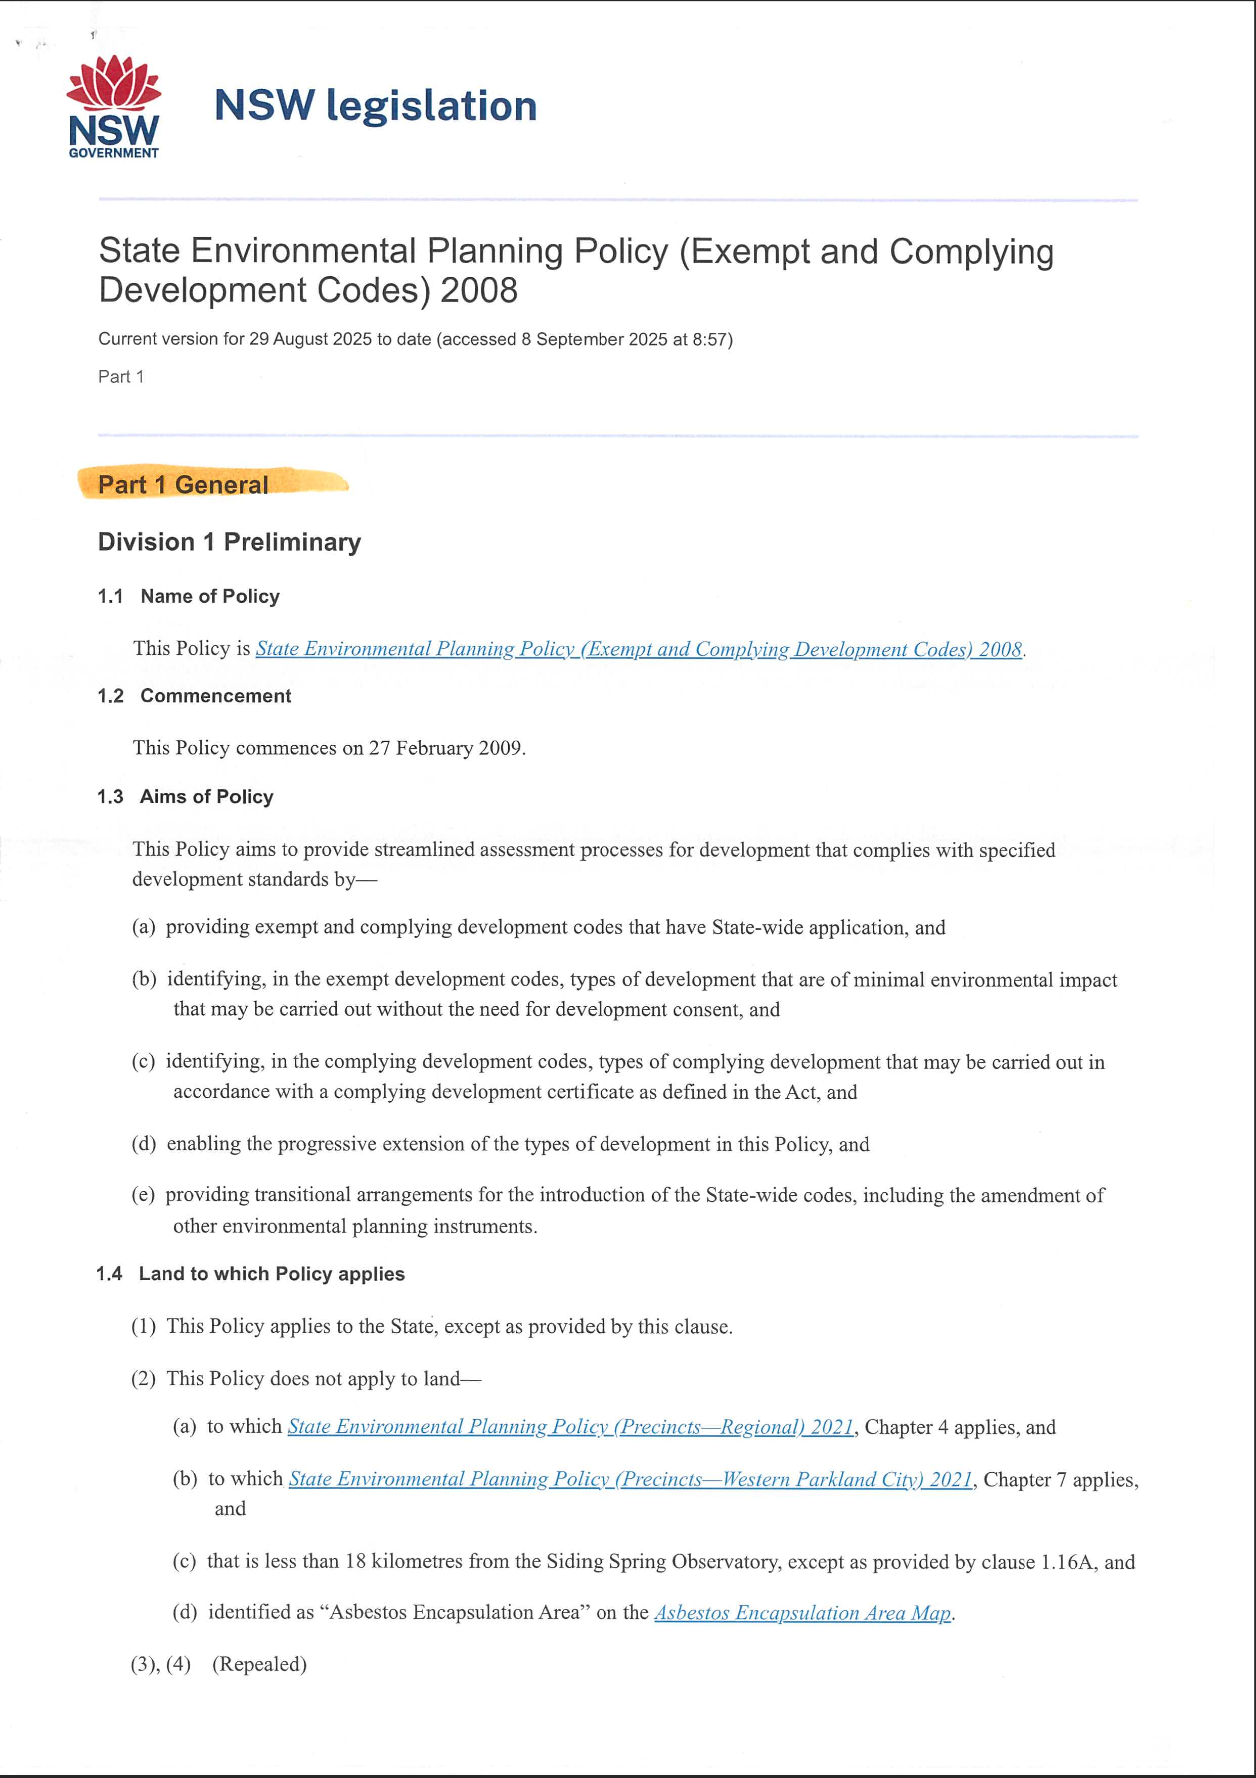 NSW
GOVERNMENT
NSW legislation
State Environmental Planning Policy (Exempt and Complying
Development Codes) 2008
Current version for 29 August 2025 to date (accessed 8 September 2025 at 8:57)
Part 1
Part 1 General
Division 1 Preliminary
1.1 Name of Policy
This Policy is State Environmental Planning Policy (Exempt and Complying Development Codes) 2008.
1.2 Commencement
This Policy commences on 27 February 2009.
1.3 Aims of Policy
This Policy aims to provide streamlined assessment processes for development that complies with specified
development standards by—
(a) providing exempt and complying development codes that have State-wide application, and
(b) identifying, in the exempt development codes, types of development that are of minimal environmental impact
that may be carried out without the need for development consent, and
(c) identifying, in the complying development codes, types of complying development that may be carried out in
accordance with a complying development certificate as defined in the Act, and
(d) enabling the progressive extension of the types of development in this Policy, and
(e) providing transitional arrangements for the introduction of the State-wide codes, including the amendment of
other environmental planning instruments.
1.4 Land to which Policy applies
(1) This Policy applies to the State, except as provided by this clause.
(2) This Policy does not apply to land—
(a) to which State Environmental Planning Policy (Precincts—Regional) 2021, Chapter 4 applies, and
(b) to which State Environmental Planning Policy (Precincts—Western Parkland City) 2021, Chapter 7 applies,
and
(c) that is less than 18 kilometres from the Siding Spring Observatory, except as provided by clause 1.16A, and
(d) identified as “Asbestos Encapsulation Area” on the Asbestos Encapsulation Area Map.
(3), (4) (Repealed)